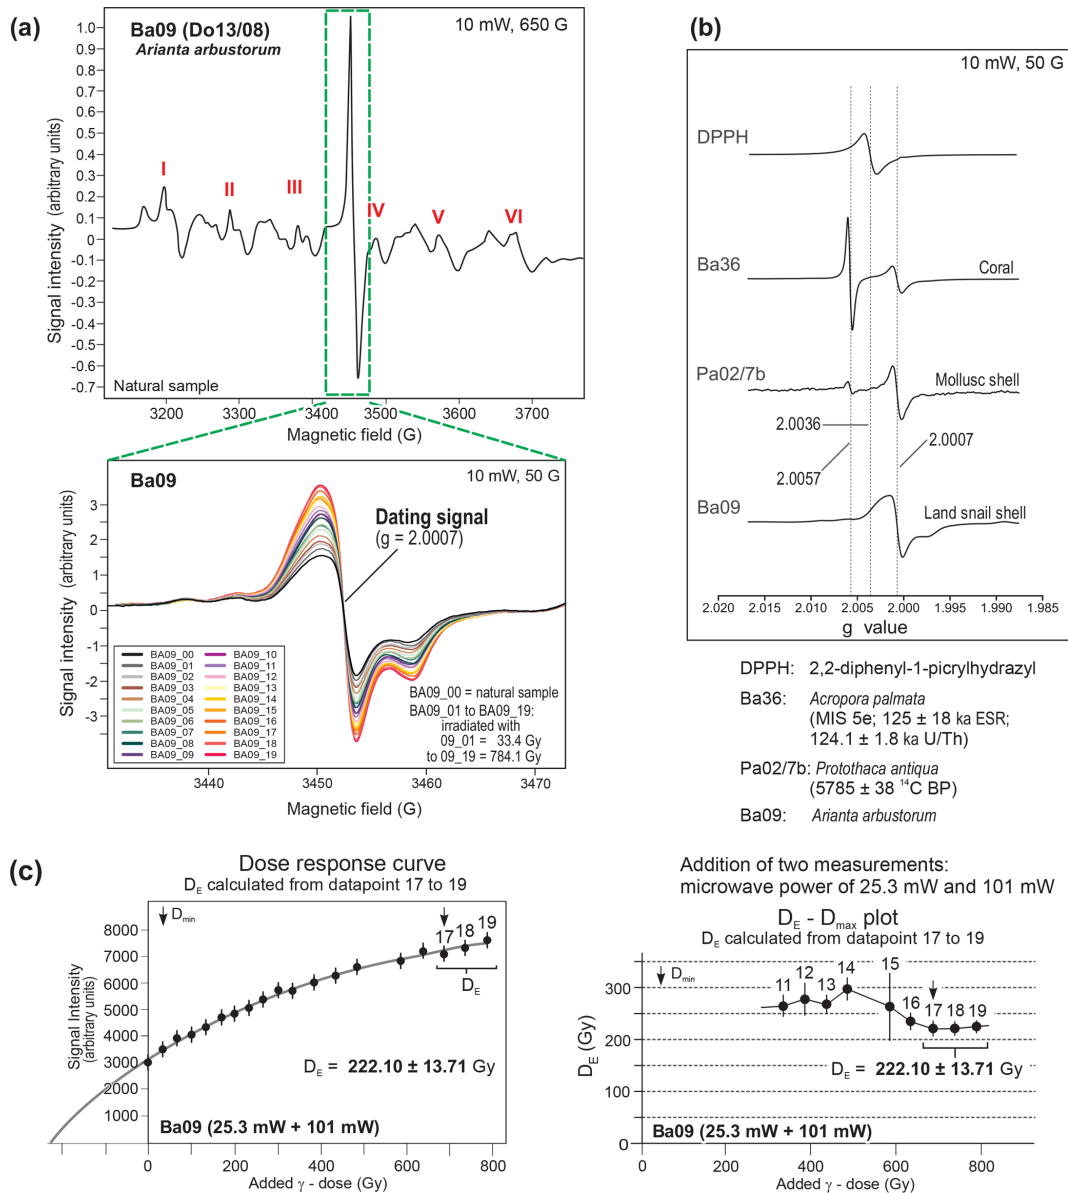 (a)
Ba09 (Do13/08)
Arianta arbustorum
10 mW, 650 G
Signal intensity (arbitrary units)
1.0
0.9
0.8
0.7
0.6
0.5
0.4
0.3
0.2
0.1
0
-0.1
-0.2
-0.3
-0.4
-0.5
-0.6
-0.7
I
II
III
IV
V
VI
Natural sample
3200
3300
3400
3500
3600
3700
Magnetic field (G)
Ba09
10 mW, 50 G
Dating signal
(g = 2.0007)
Signal intensity (arbitrary units)
3
2
1
0
-1
-2
-3
BA09_00
BA09_01
BA09_02
BA09_03
BA09_04
BA09_05
BA09_06
BA09_07
BA09_08
BA09_09
BA09_10
BA09_11
BA09_12
BA09_13
BA09_14
BA09_15
BA09_16
BA09_17
BA09_18
BA09_19
BA09_00 = natural sample
BA09_01 to BA09_19:
irradiated with
09_01 = 33.4 Gy
to 09_19 = 784.1 Gy
3440
3450
3460
3470
Magnetic field (G)
(b)
10 mW, 50 G
DPPH
Ba36
Coral
Pa02/7b
Mollusc shell
2.0036
2.0007
2.0057
Ba09
Land snail shell
2.020
2.015
2.010
2.005
2.000
1.995
1.990
1.985
g value
DPPH: 2,2-diphenyl-1-picrylhydrazyl
Ba36: Acropora palmata
(MIS 5e; 125 ± 18 ka ESR;
124.1 ± 1.8 ka U/Th)
Pa02/7b: Protothaca antiqua
(5785 ± 38 ¹⁴C BP)
Ba09: Arianta arbustorum
(c)
Dose response curve
D_E calculated from datapoint 17 to 19
D_min
17
18
19
D_E
Signal Intensity
(arbitrary units)
8000
7000
6000
5000
4000
3000
2000
1000
D_E = 222.10 ± 13.71 Gy
Ba09 (25.3 mW + 101 mW)
0
200
400
600
800
Added γ - dose (Gy)
Addition of two measurements:
microwave power of 25.3 mW and 101 mW
D_E - D_max plot
D_E calculated from datapoint 17 to 19
D_min
11
12
13
14
15
16
17
18
19
D_E (Gy)
300
200
100
0
D_E = 222.10 ± 13.71 Gy
Ba09 (25.3 mW + 101 mW)
0
200
400
600
800
Added γ - dose (Gy)